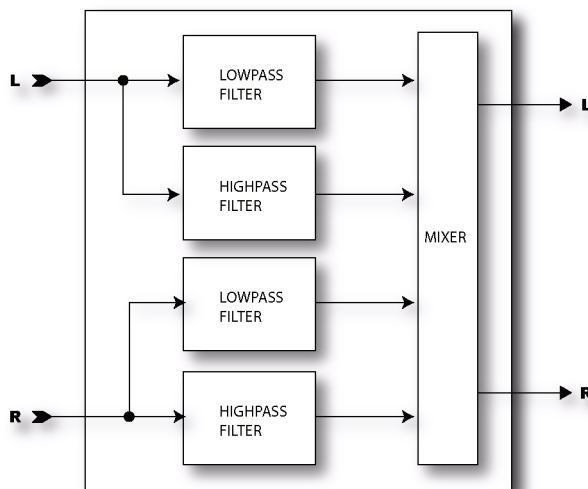 L
LOWPASS
FILTER
L
HIGHPASS
FILTER
MIXER
LOWPASS
FILTER
R
HIGHPASS
FILTER
R